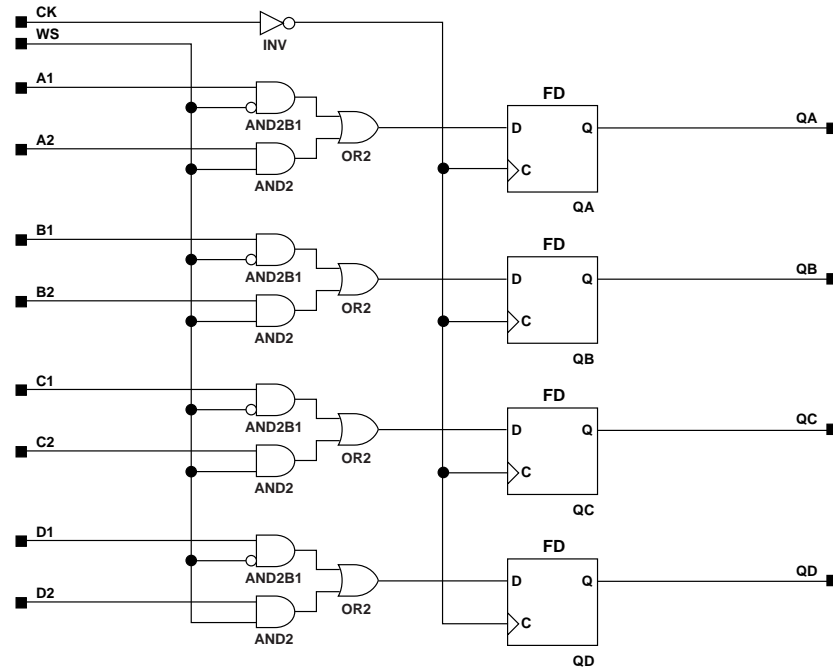 CK
INV
WS
A1
AND2B1
A2
AND2
OR2
FD
D
Q
C
QA
QA
B1
AND2B1
B2
AND2
OR2
FD
D
Q
C
QB
QB
C1
AND2B1
C2
AND2
OR2
FD
D
Q
C
QC
QC
D1
AND2B1
D2
AND2
OR2
FD
D
Q
C
QD
QD